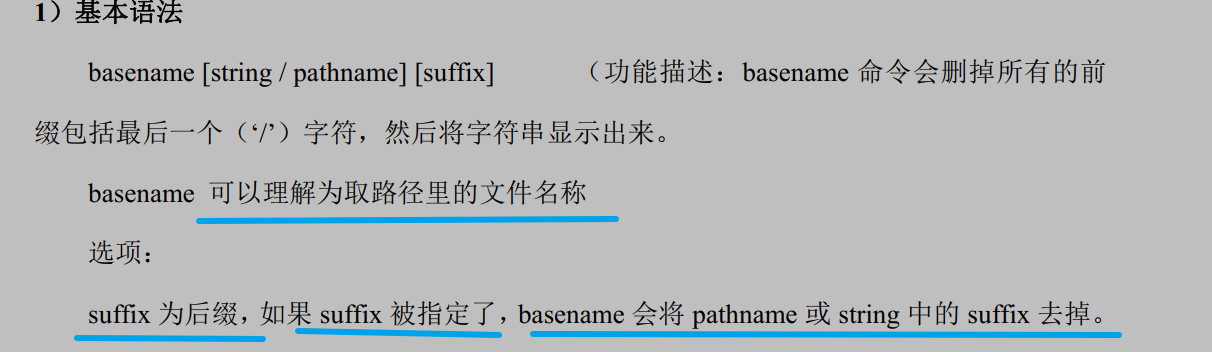 1）基本语法
basename [string / pathname] [suffix] （功能描述：basename 命令会删掉所有的前
缀包括最后一个（‘/’）字符，然后将字符串显示出来。
basename 可以理解为取路径里的文件名称
选项：
suffix 为后缀，如果 suffix 被指定了，basename 会将 pathname 或 string 中的 suffix 去掉。